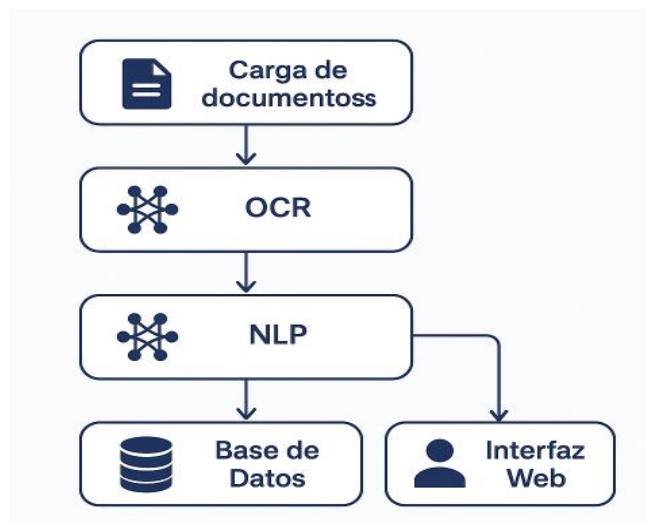 Carga de
documentoss
OCR
NLP
Base de
Datos
Interfaz
Web